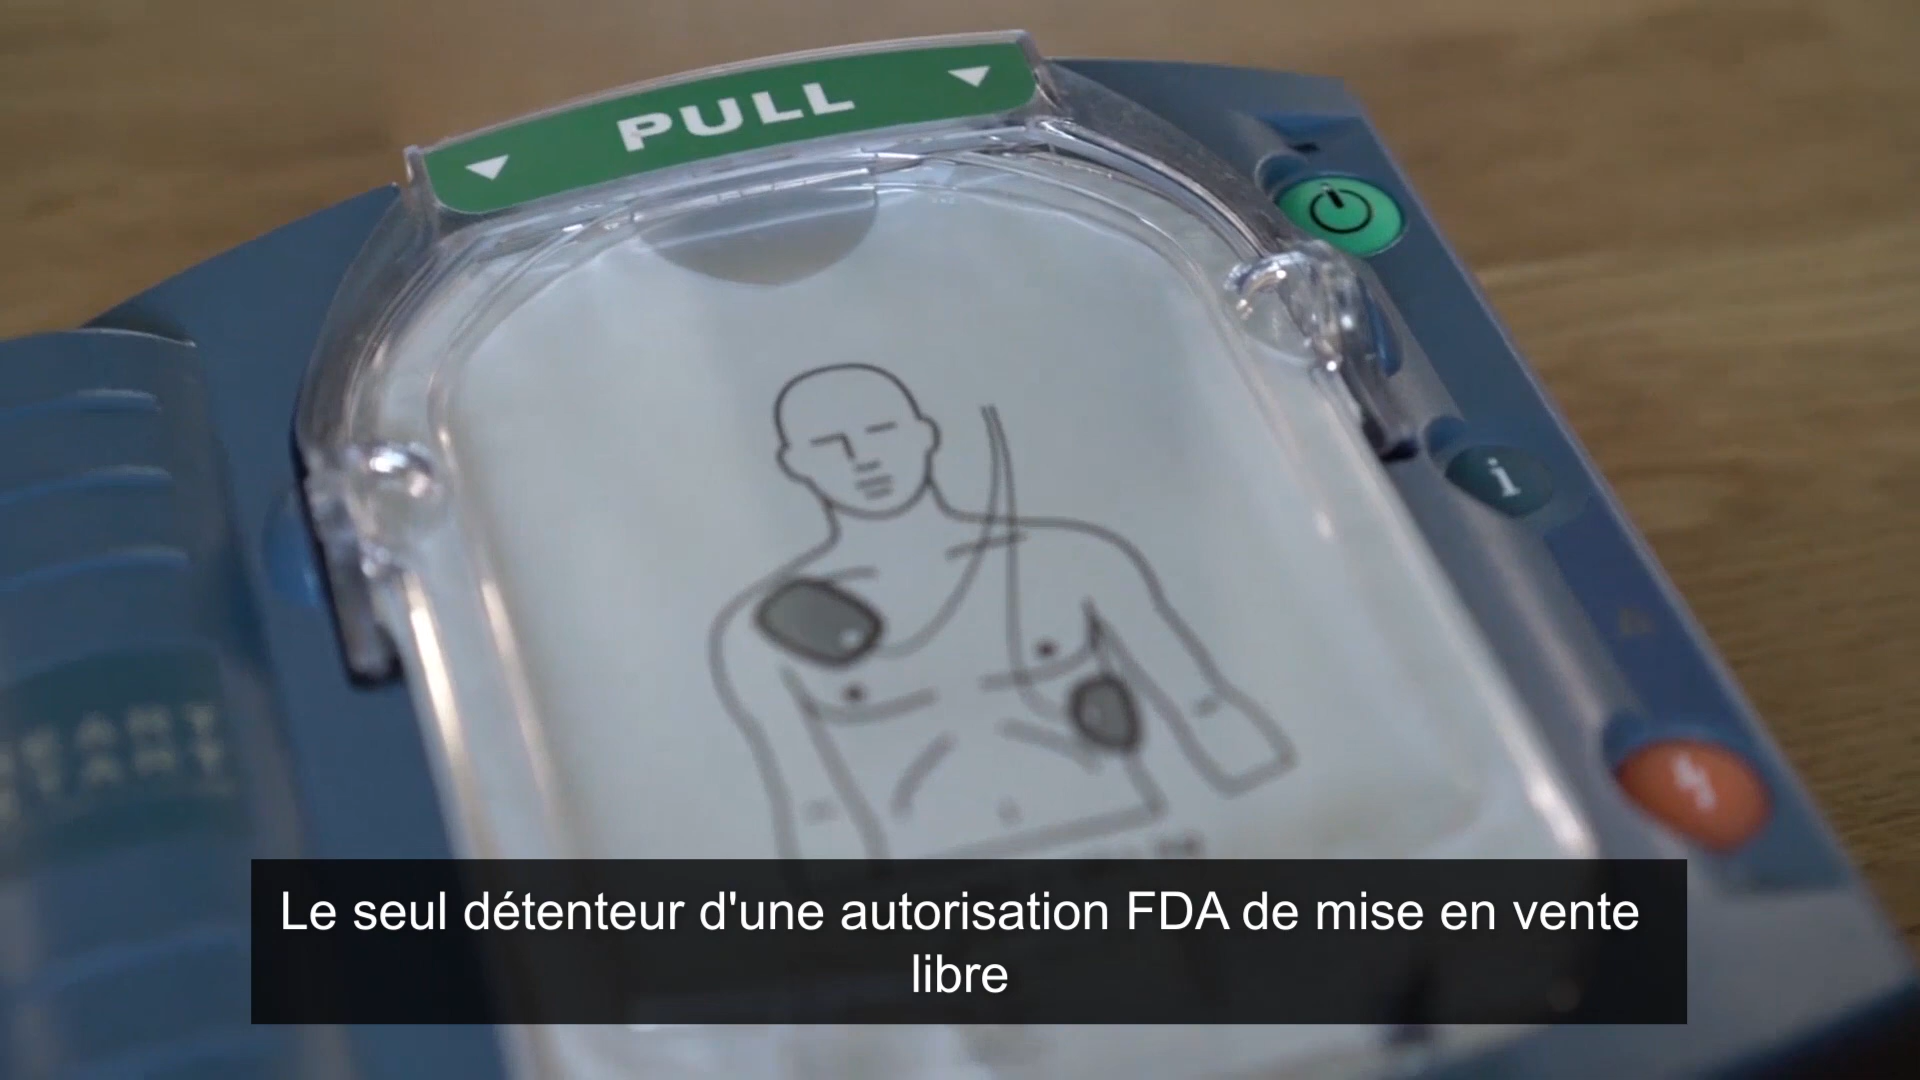 PULL
i
Le seul détenteur d'une autorisation FDA de mise en vente
libre